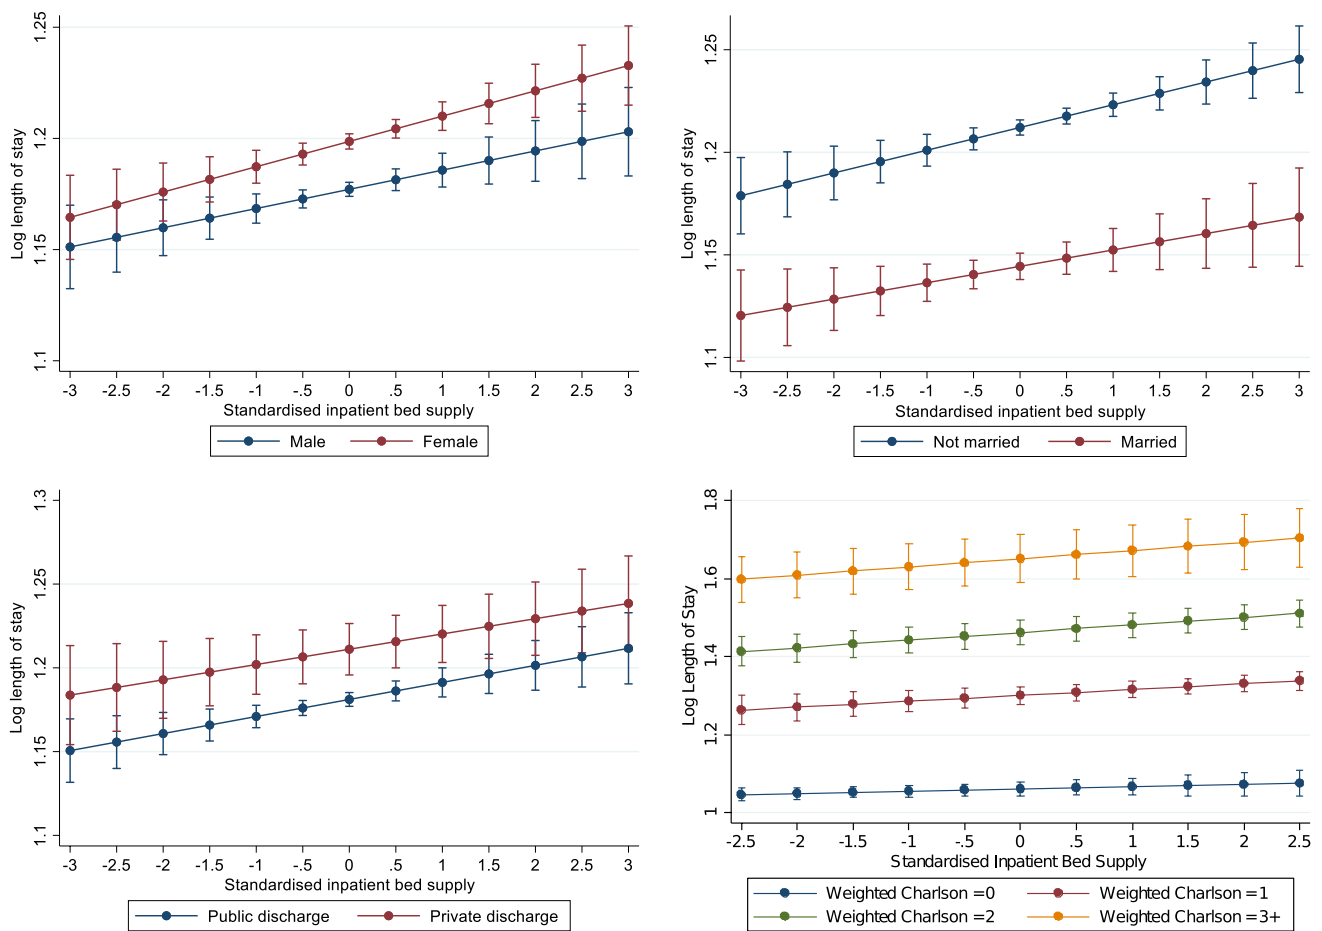 Log length of stay
1.25
1.2
1.15
1.1
-3 -2.5 -2 -1.5 -1 -.5 0 .5 1 1.5 2 2.5 3
Standardised inpatient bed supply
Male Female
Log length of stay
1.25
1.2
1.15
1.1
-3 -2.5 -2 -1.5 -1 -.5 0 .5 1 1.5 2 2.5 3
Standardised inpatient bed supply
Not married Married
Log length of stay
1.3
1.25
1.2
1.15
1.1
-3 -2.5 -2 -1.5 -1 -.5 0 .5 1 1.5 2 2.5 3
Standardised inpatient bed supply
Public discharge Private discharge
Log Length of Stay
1.8
1.6
1.4
1.2
1
-2.5 -2 -1.5 -1 -.5 0 .5 1 1.5 2 2.5
Standardised Inpatient Bed Supply
Weighted Charlson =0 Weighted Charlson =1
Weighted Charlson =2 Weighted Charlson =3+